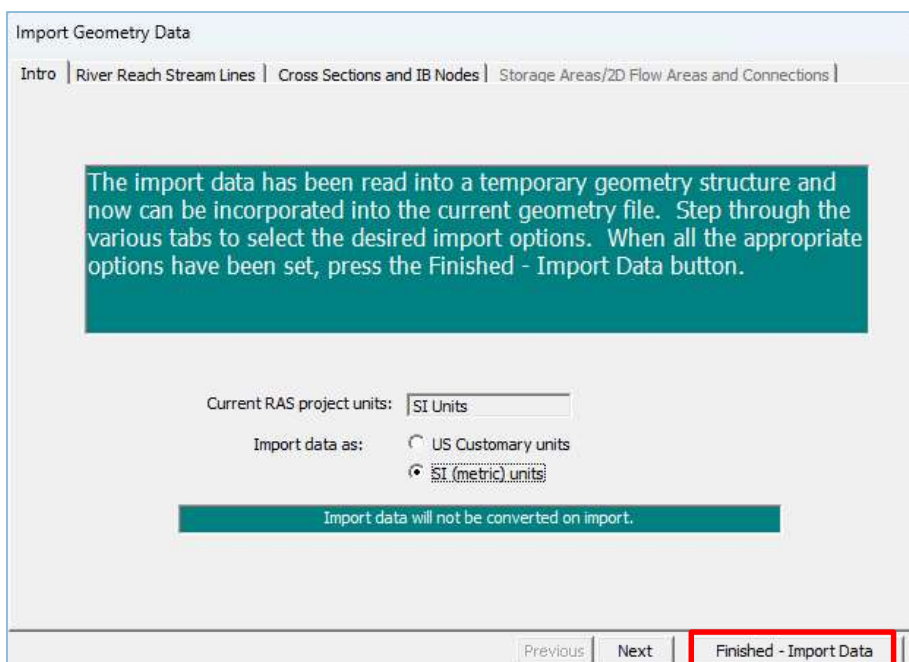 Import Geometry Data
Intro River Reach Stream Lines Cross Sections and IB Nodes Storage Areas/2D Flow Areas and Connections
The import data has been read into a temporary geometry structure and
now can be incorporated into the current geometry file. Step through the
various tabs to select the desired import options. When all the appropriate
options have been set, press the Finished - Import Data button.
Current RAS project units: SI Units
Import data as: US Customary units
SI (metric) units
Import data will not be converted on import.
Previous Next Finished - Import Data